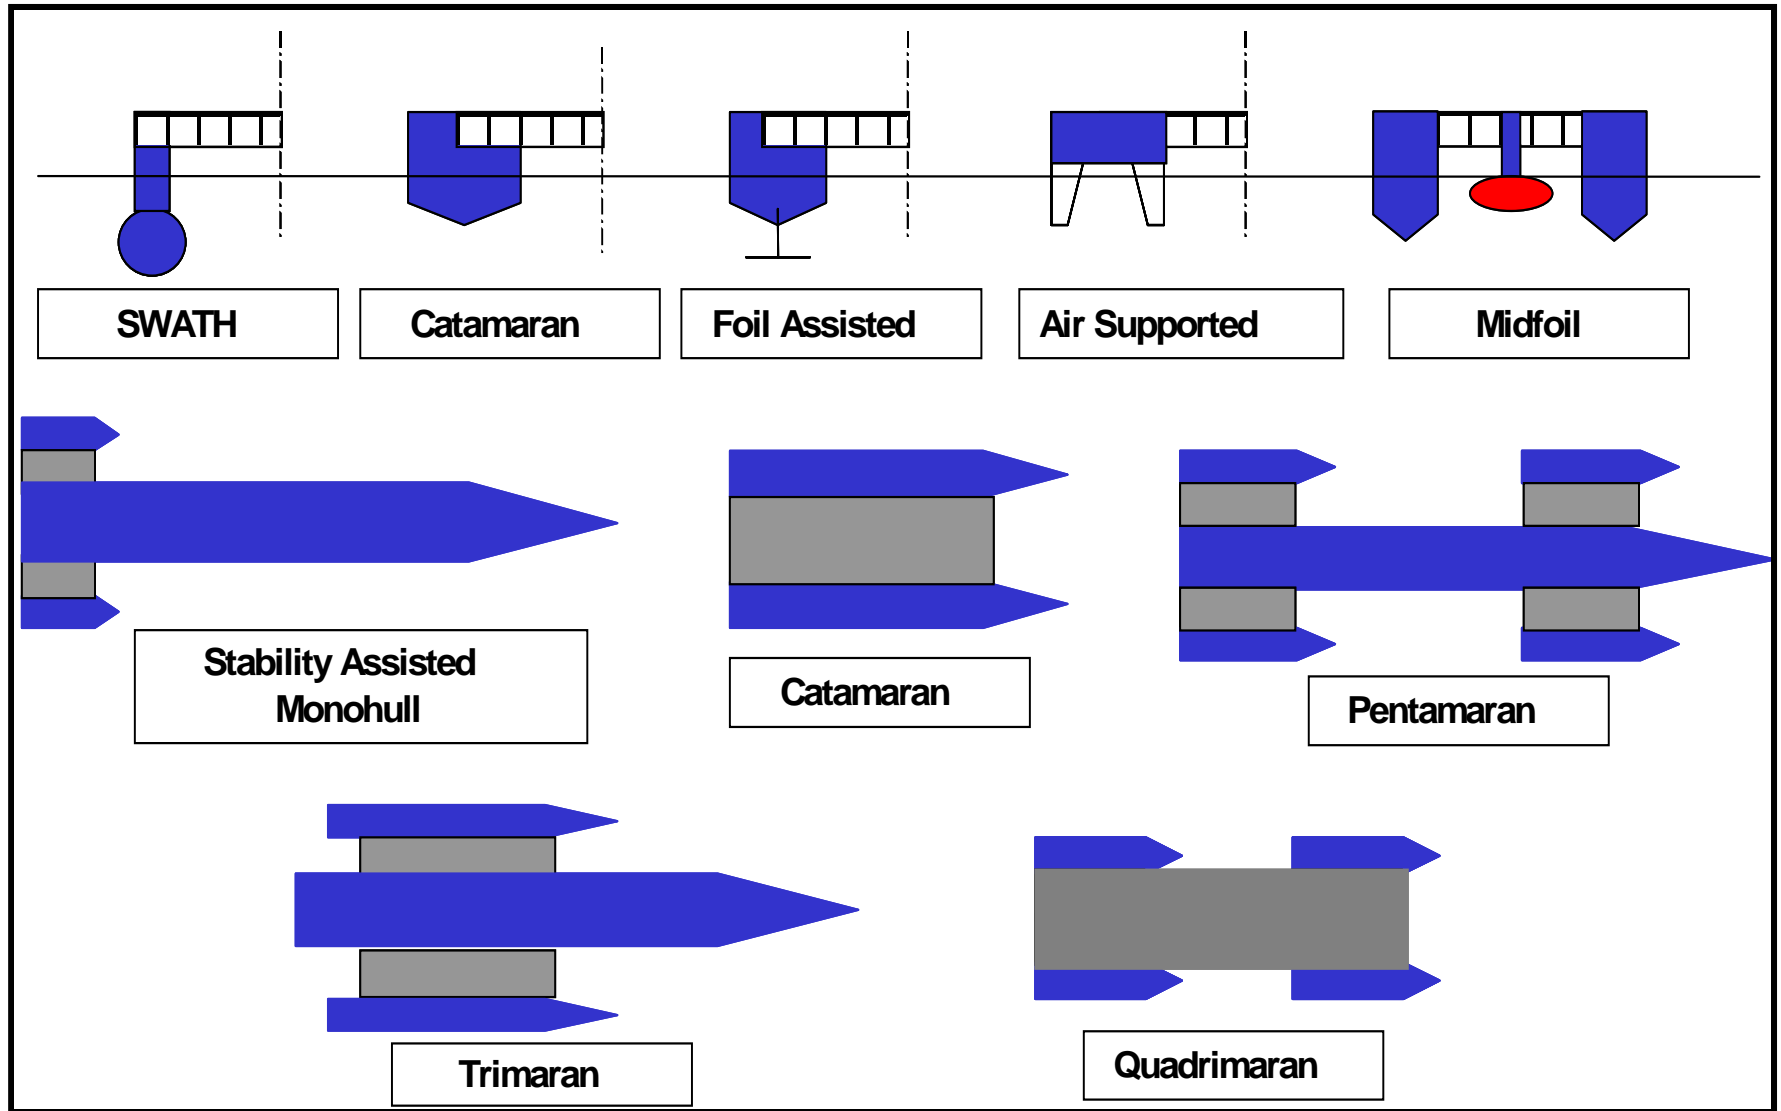 SWATH
Catamaran
Foil Assisted
Air Supported
Midfoil
Stability Assisted
Monohull
Catamaran
Pentamaran
Trimaran
Quadrimaran